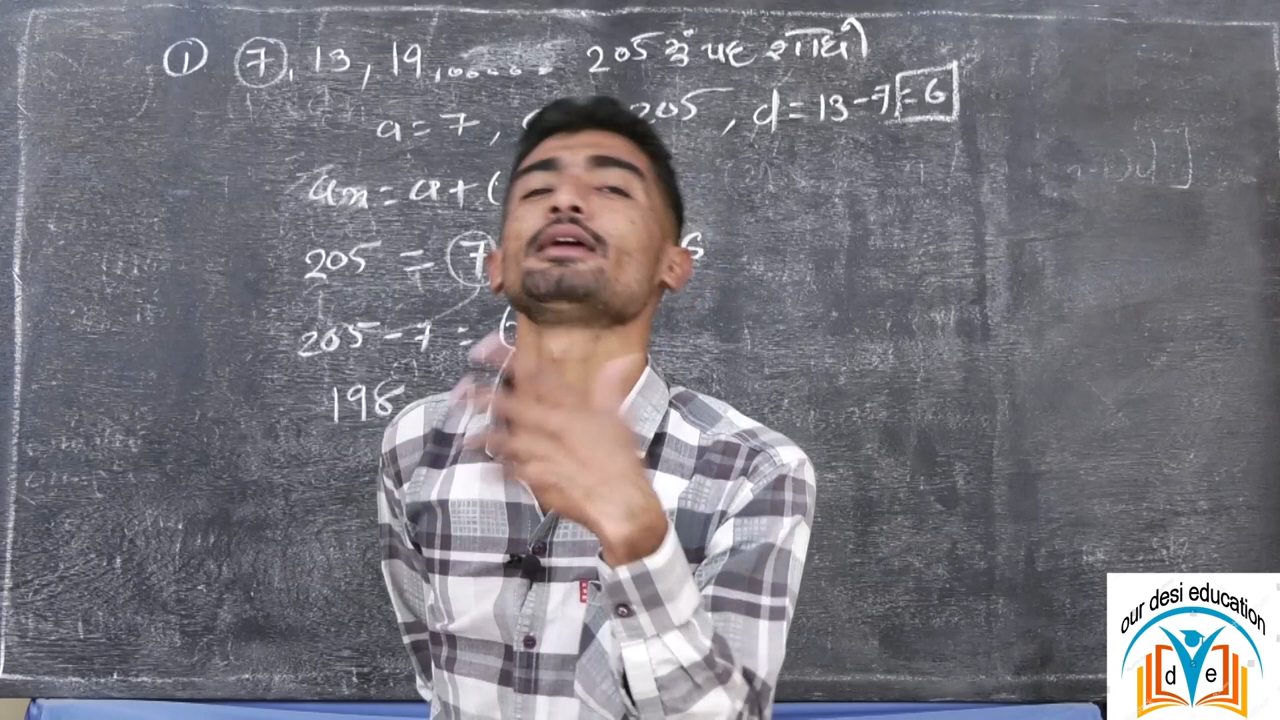 ① 7, 13, 19, ...... 205 મું પદ શોધો
a = 7, 205, d = 13 - 7 = 6
an = a + (
205 = 7 6
205 - 7 = (
198
our desi education
d e